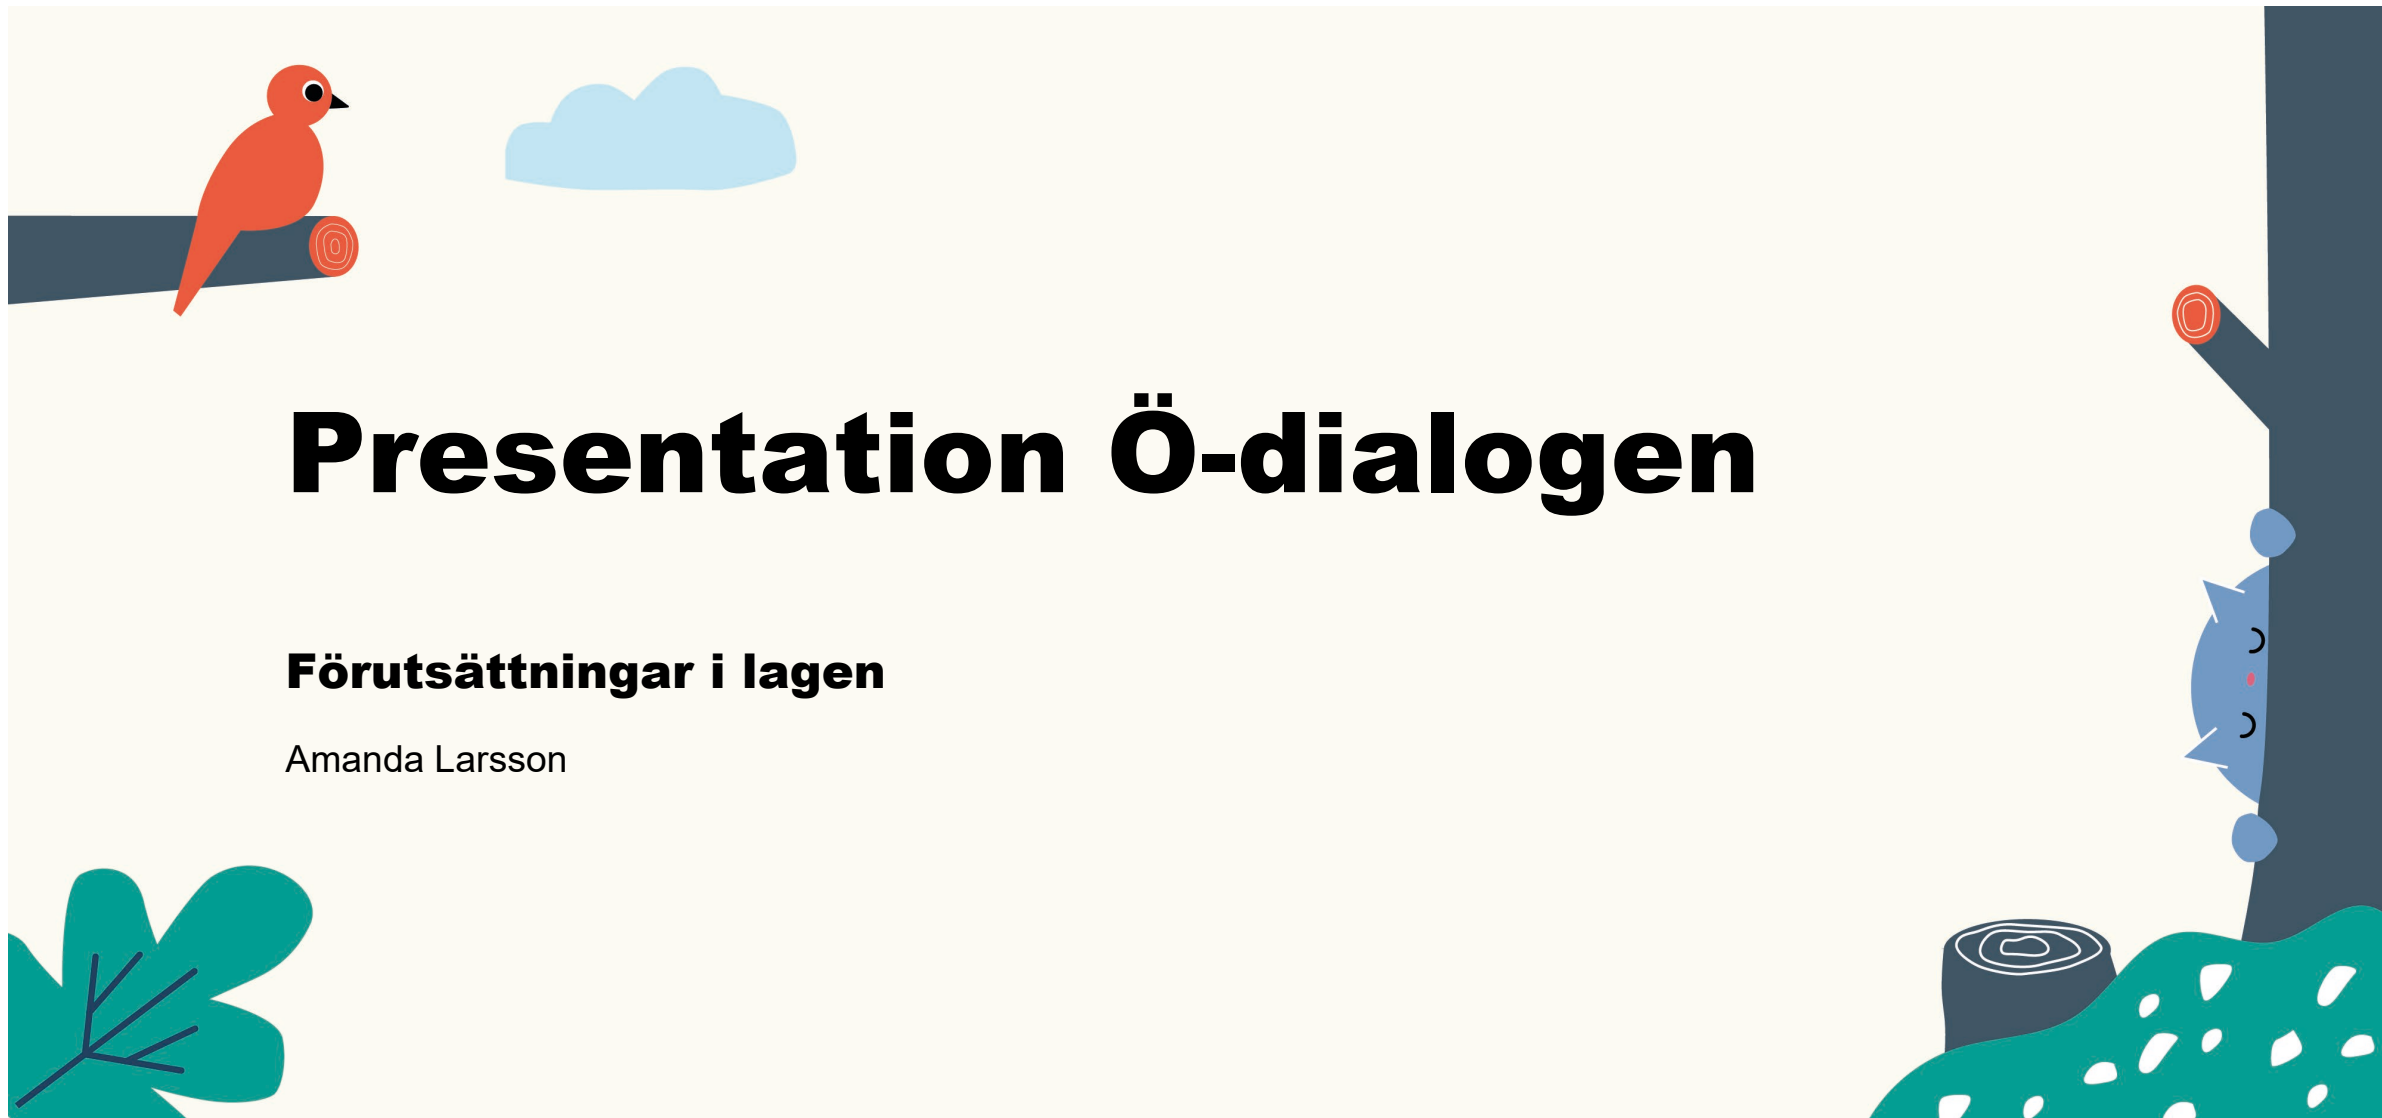 Presentation Ö-dialogen
Förutsättningar i lagen
Amanda Larsson